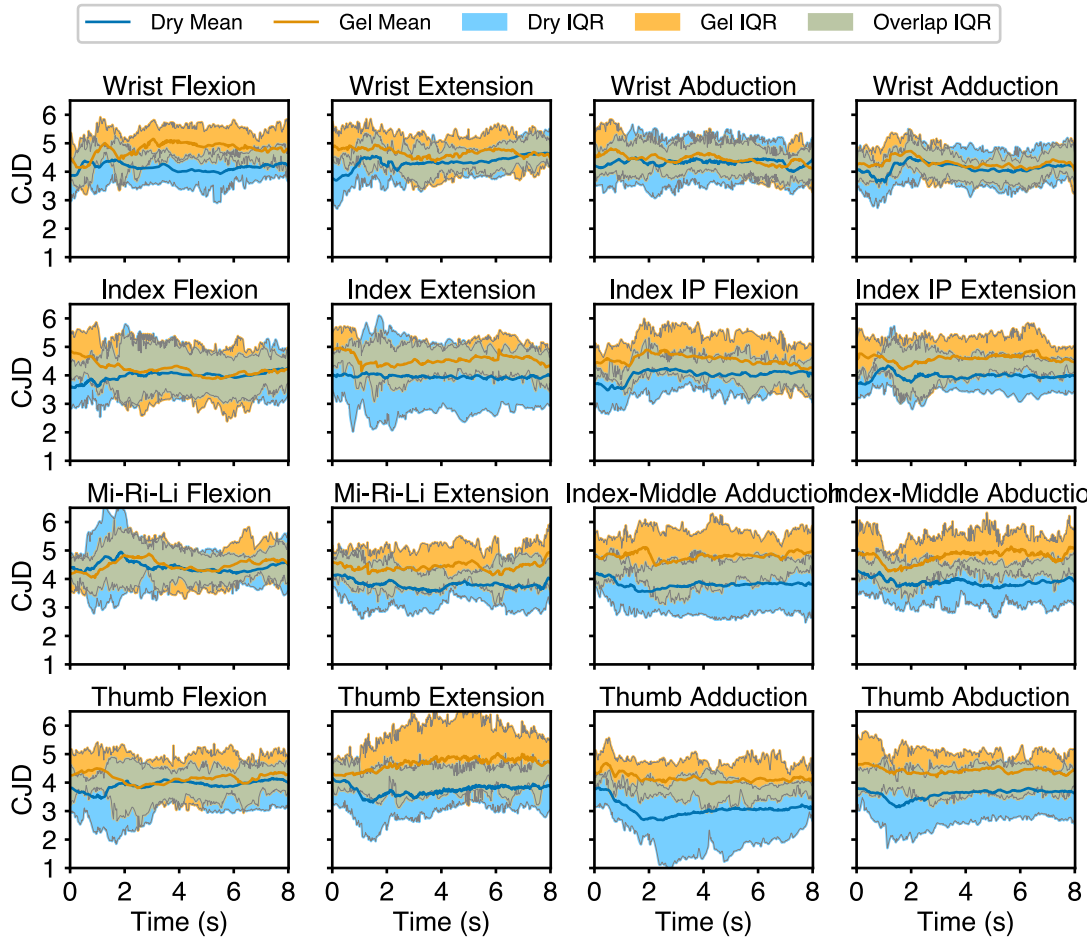 Dry Mean Gel Mean Dry IQR Gel IQR Overlap IQR
Wrist Flexion Wrist Extension Wrist Abduction Wrist Adduction
6
5
4
3
2
1
CJD
Index Flexion Index Extension Index IP Flexion Index IP Extension
6
5
4
3
2
1
CJD
Mi-Ri-Li Flexion Mi-Ri-Li Extension Index-Middle Adduction Index-Middle Abductio
6
5
4
3
2
1
CJD
Thumb Flexion Thumb Extension Thumb Adduction Thumb Abduction
6
5
4
3
2
1
CJD
0 2 4 6 8 0 2 4 6 8 0 2 4 6 8 0 2 4 6 8
Time (s) Time (s) Time (s) Time (s)